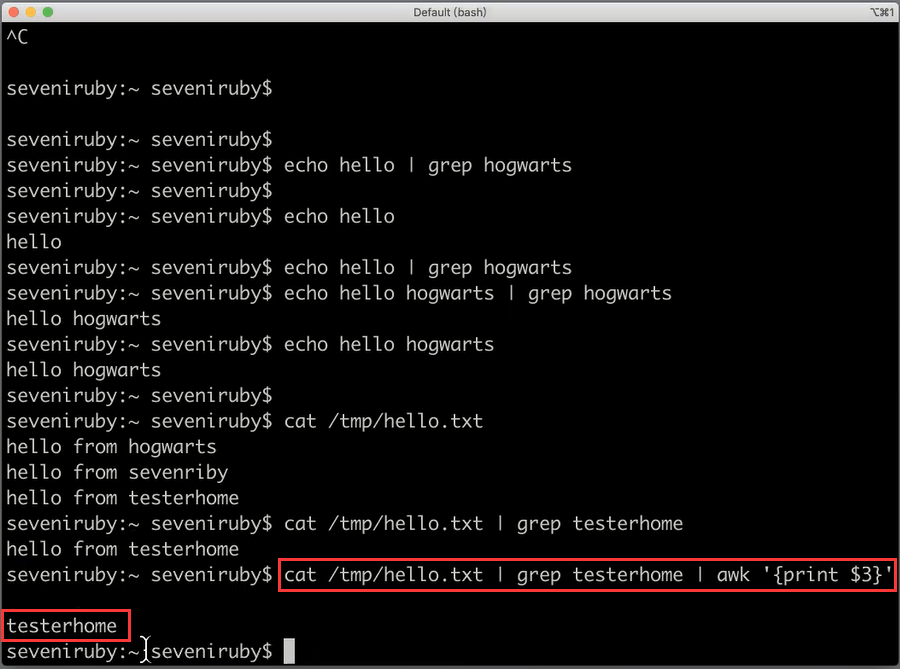 Default (bash)
⌥⌘1
^C
seveniruby:~ seveniruby$
seveniruby:~ seveniruby$
seveniruby:~ seveniruby$ echo hello | grep hogwarts
seveniruby:~ seveniruby$
seveniruby:~ seveniruby$ echo hello
hello
seveniruby:~ seveniruby$ echo hello | grep hogwarts
seveniruby:~ seveniruby$ echo hello hogwarts | grep hogwarts
hello hogwarts
seveniruby:~ seveniruby$ echo hello hogwarts
hello hogwarts
seveniruby:~ seveniruby$
seveniruby:~ seveniruby$ cat /tmp/hello.txt
hello from hogwarts
hello from sevenriby
hello from testerhome
seveniruby:~ seveniruby$ cat /tmp/hello.txt | grep testerhome
hello from testerhome
seveniruby:~ seveniruby$ cat /tmp/hello.txt | grep testerhome | awk '{print $3}'
testerhome
seveniruby:~ seveniruby$